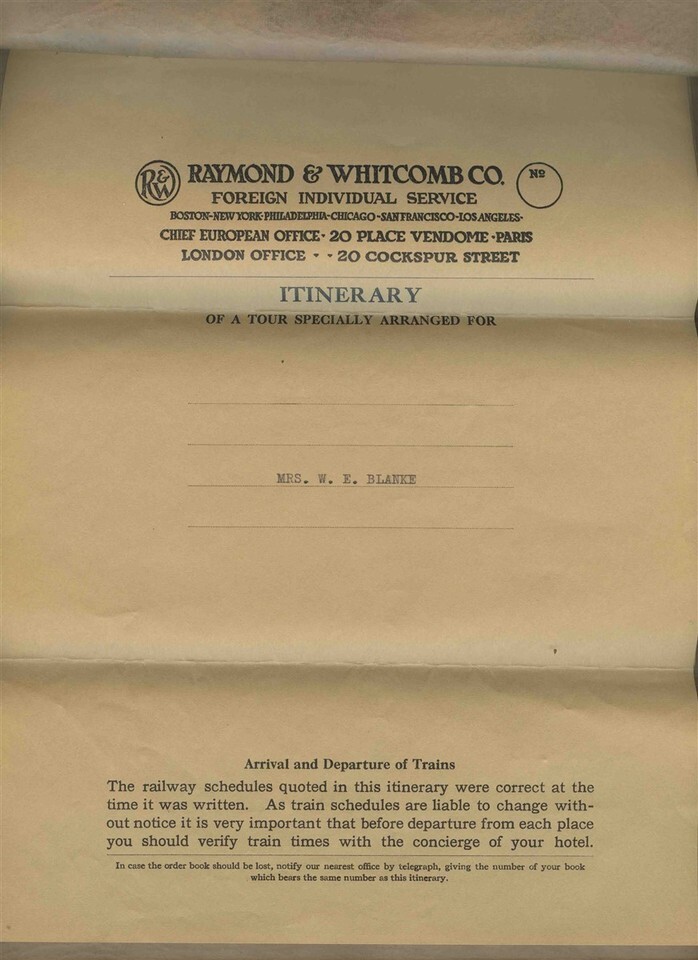 R&W
RAYMOND & WHITCOMB CO.
Nº
FOREIGN INDIVIDUAL SERVICE
BOSTON-NEW YORK-PHILADELPHIA-CHICAGO-SAN FRANCISCO-LOS ANGELES-
CHIEF EUROPEAN OFFICE · 20 PLACE VENDOME · PARIS
LONDON OFFICE · · 20 COCKSPUR STREET
ITINERARY
OF A TOUR SPECIALLY ARRANGED FOR
MRS. W. E. BLANKE
Arrival and Departure of Trains
The railway schedules quoted in this itinerary were correct at the
time it was written. As train schedules are liable to change with-
out notice it is very important that before departure from each place
you should verify train times with the concierge of your hotel.
In case the order book should be lost, notify our nearest office by telegraph, giving the number of your book
which bears the same number as this itinerary.